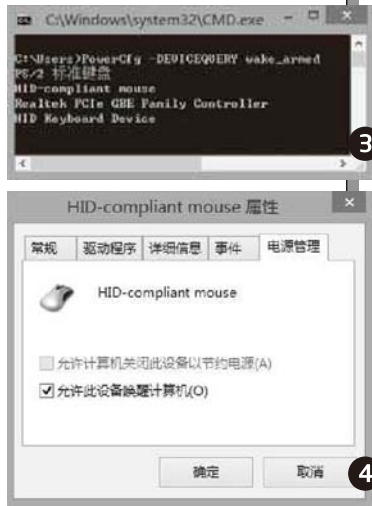 C:\Windows\system32\CMD.exe
C:\Users>PowerCfg -DEVICEQUERY wake_armed
PS/2 标准键盘
HID-compliant mouse
Realtek PCIe GBE Family Controller
HID Keyboard Device
3
HID-compliant mouse 属性
常规 驱动程序 详细信息 事件 电源管理
HID-compliant mouse
允许计算机关闭此设备以节约电源(A)
允许此设备唤醒计算机(O)
确定 取消
4